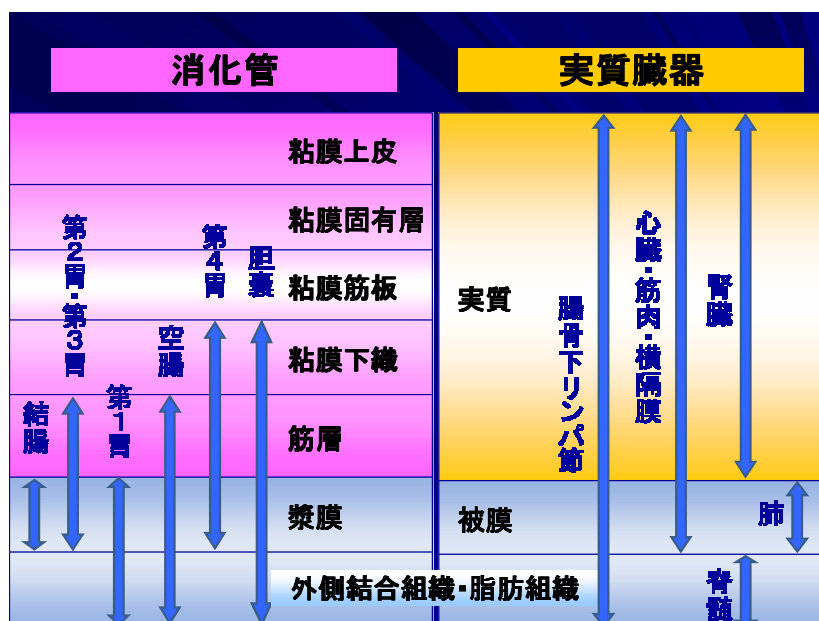 消化管
実質臓器
粘膜上皮
粘膜固有層
粘膜筋板
粘膜下織
筋層
漿膜
外側結合組織・脂肪組織
結腸
第2胃・第3胃
第1胃
空腸
第4胃
胆嚢
実質
被膜
腸骨下リンパ節
心臓・筋肉・横隔膜
腎臓
肺
脊髄